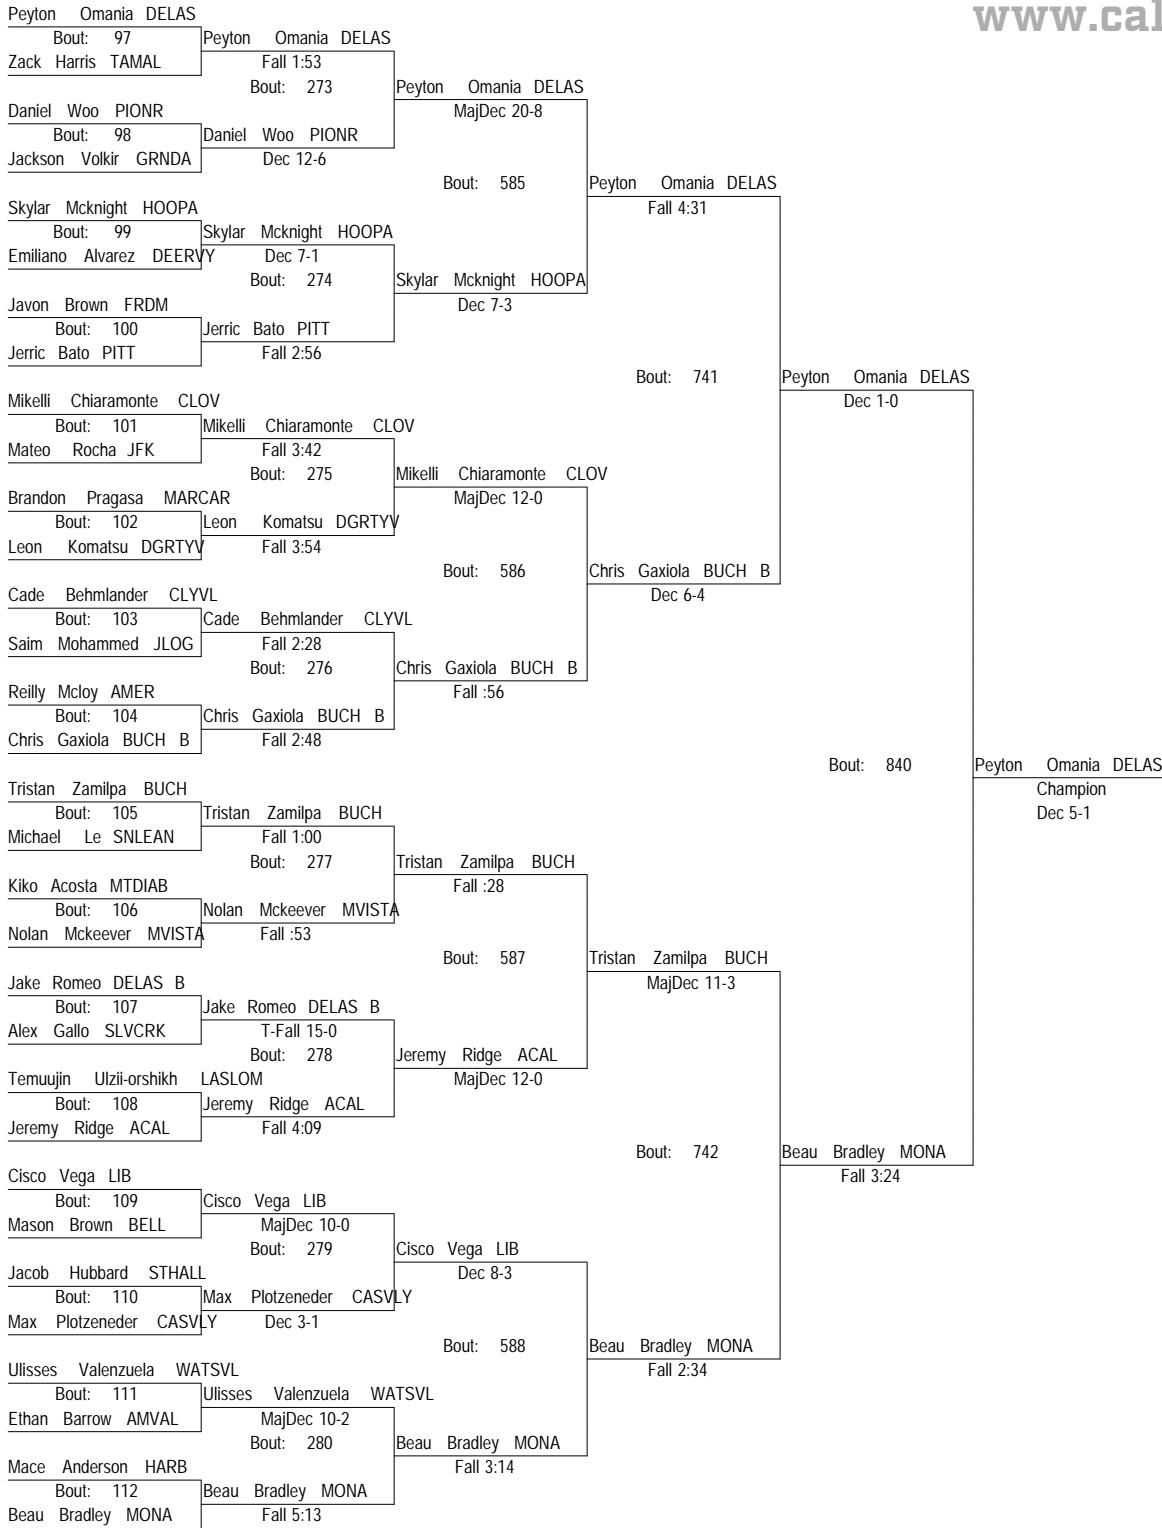 www.cal
Peyton Omania DELAS
Bout: 97
Zack Harris TAMAL
Peyton Omania DELAS
Fall 1:53
Bout: 273
Daniel Woo PIONR
Bout: 98
Jackson Volkir GRNDA
Daniel Woo PIONR
Dec 12-6
Peyton Omania DELAS
MajDec 20-8
Bout: 585
Skylar Mcknight HOOPA
Bout: 99
Emiliano Alvarez DEERVY
Skylar Mcknight HOOPA
Dec 7-1
Bout: 274
Javon Brown FRDM
Bout: 100
Jerric Bato PITT
Jerric Bato PITT
Fall 2:56
Skylar Mcknight HOOPA
Dec 7-3
Peyton Omania DELAS
Fall 4:31
Bout: 741
Mikelli Chiaramonte CLOV
Bout: 101
Mateo Rocha JFK
Mikelli Chiaramonte CLOV
Fall 3:42
Bout: 275
Brandon Pragasa MARCAR
Bout: 102
Leon Komatsu DGRTYV
Leon Komatsu DGRTYV
Fall 3:54
Mikelli Chiaramonte CLOV
MajDec 12-0
Bout: 586
Cade Behmlander CLYVL
Bout: 103
Saim Mohammed JLOG
Cade Behmlander CLYVL
Fall 2:28
Bout: 276
Reilly Mcloy AMER
Bout: 104
Chris Gaxiola BUCH B
Chris Gaxiola BUCH B
Fall 2:48
Chris Gaxiola BUCH B
Fall :56
Chris Gaxiola BUCH B
Dec 6-4
Peyton Omania DELAS
Dec 1-0
Bout: 840
Peyton Omania DELAS
Champion
Dec 5-1
Tristan Zamilpa BUCH
Bout: 105
Michael Le SNLEAN
Tristan Zamilpa BUCH
Fall 1:00
Bout: 277
Kiko Acosta MTDIAB
Bout: 106
Nolan Mckeever MVISTA
Nolan Mckeever MVISTA
Fall :53
Tristan Zamilpa BUCH
Fall :28
Bout: 587
Jake Romeo DELAS B
Bout: 107
Alex Gallo SLVCRK
Jake Romeo DELAS B
T-Fall 15-0
Bout: 278
Temuujin Ulzii-orshikh LASLOM
Bout: 108
Jeremy Ridge ACAL
Jeremy Ridge ACAL
Fall 4:09
Jeremy Ridge ACAL
MajDec 12-0
Tristan Zamilpa BUCH
MajDec 11-3
Bout: 742
Cisco Vega LIB
Bout: 109
Mason Brown BELL
Cisco Vega LIB
MajDec 10-0
Bout: 279
Jacob Hubbard STHALL
Bout: 110
Max Plotzeneder CASVLY
Max Plotzeneder CASVLY
Dec 3-1
Cisco Vega LIB
Dec 8-3
Bout: 588
Ulisses Valenzuela WATSVL
Bout: 111
Ethan Barrow AMVAL
Ulisses Valenzuela WATSVL
MajDec 10-2
Bout: 280
Mace Anderson HARB
Bout: 112
Beau Bradley MONA
Beau Bradley MONA
Fall 5:13
Beau Bradley MONA
Fall 3:14
Beau Bradley MONA
Fall 2:34
Beau Bradley MONA
Fall 3:24